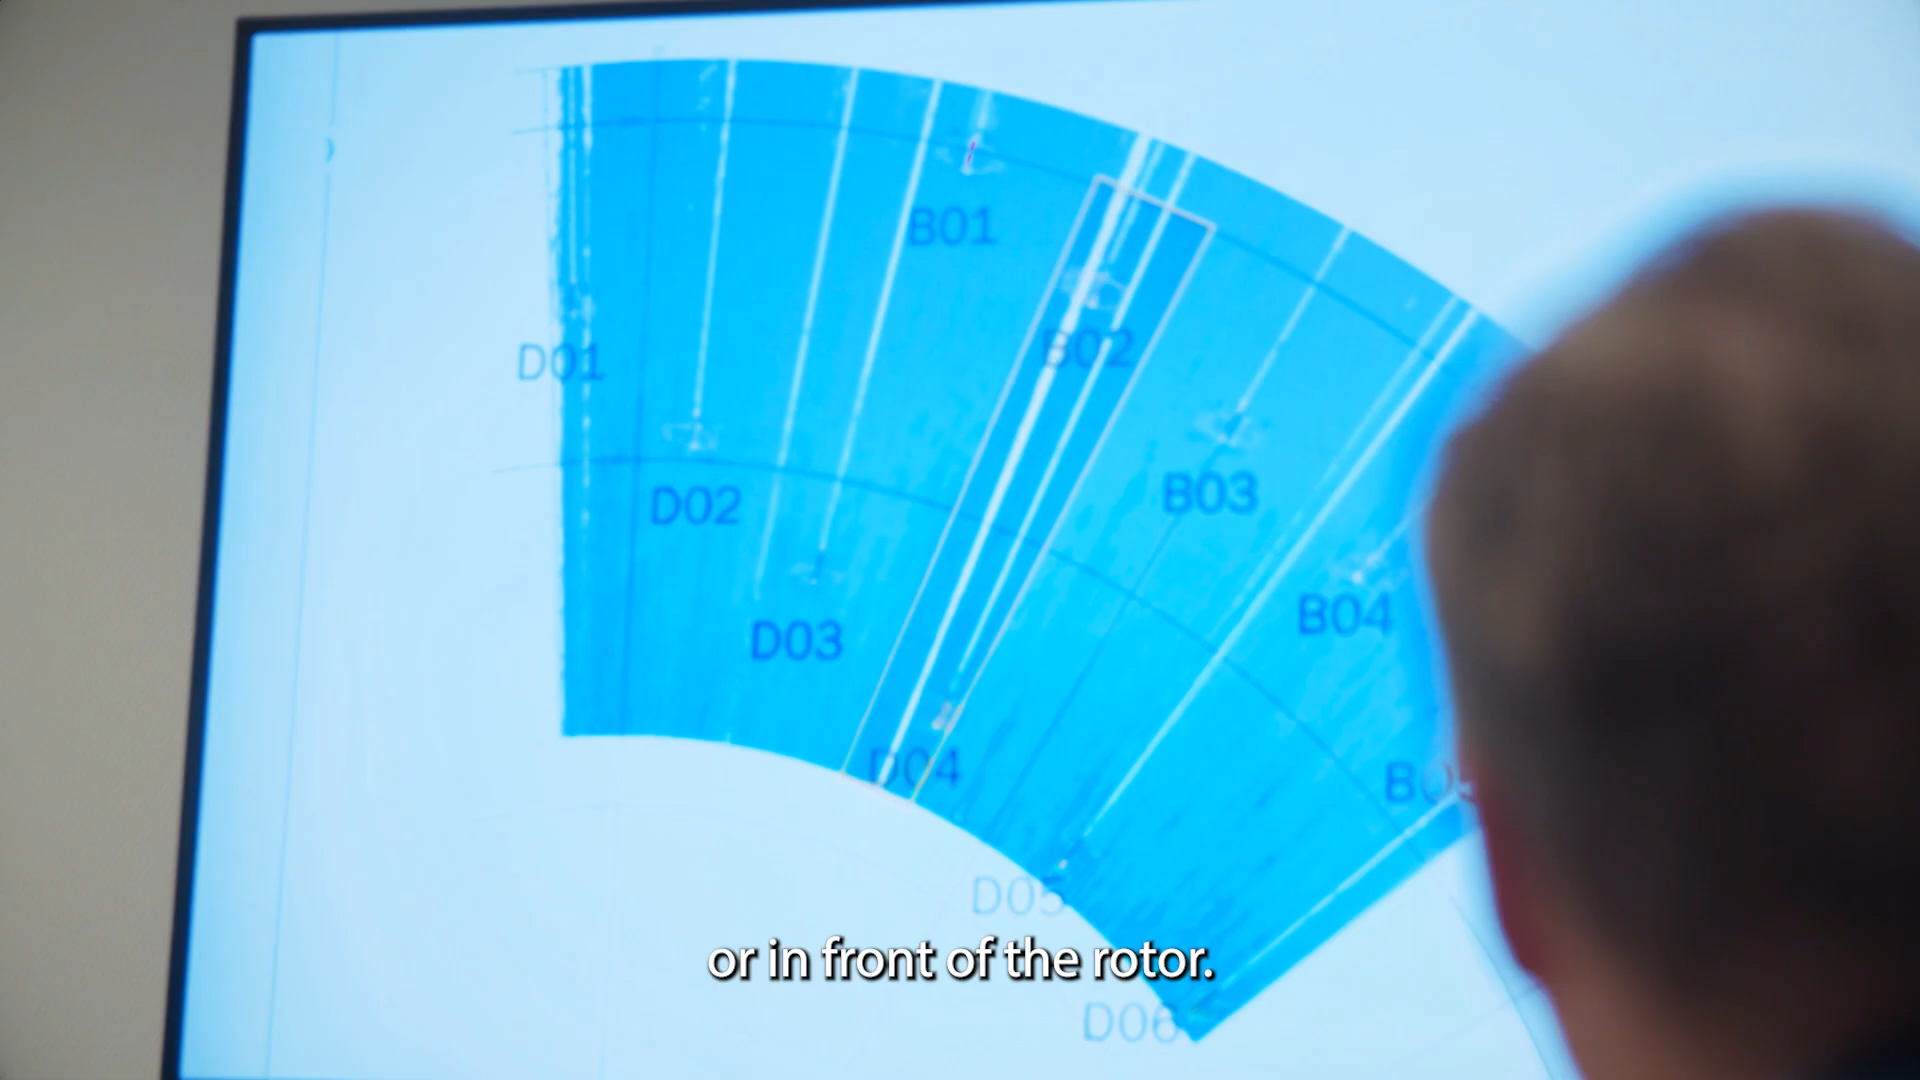 B01
B02
D01
B03
D02
B04
D03
D04
D05
or in front of the rotor.
D06